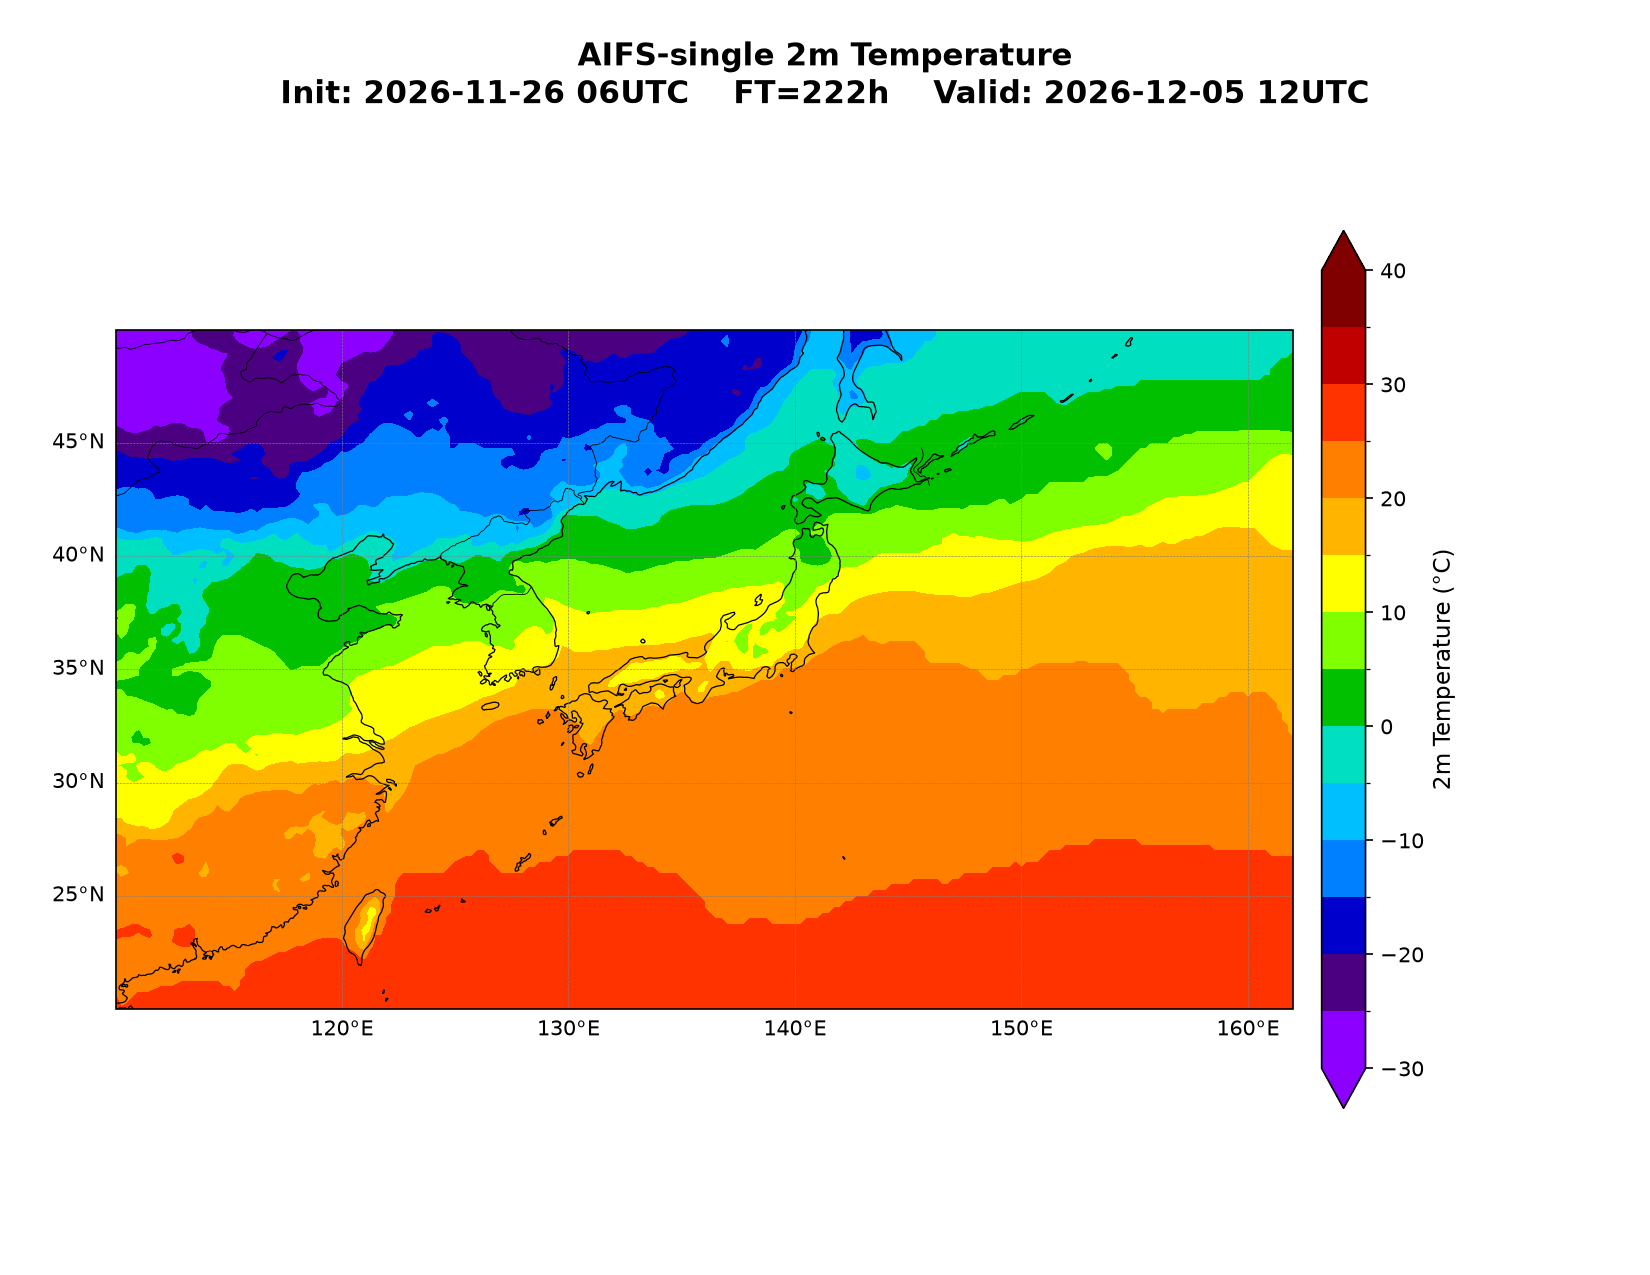 AIFS-single 2m Temperature
Init: 2026-11-26 06UTC    FT=222h    Valid: 2026-12-05 12UTC
45°N
40°N
35°N
30°N
25°N
120°E
130°E
140°E
150°E
160°E
40
30
20
10
0
−10
−20
−30
2m Temperature (°C)